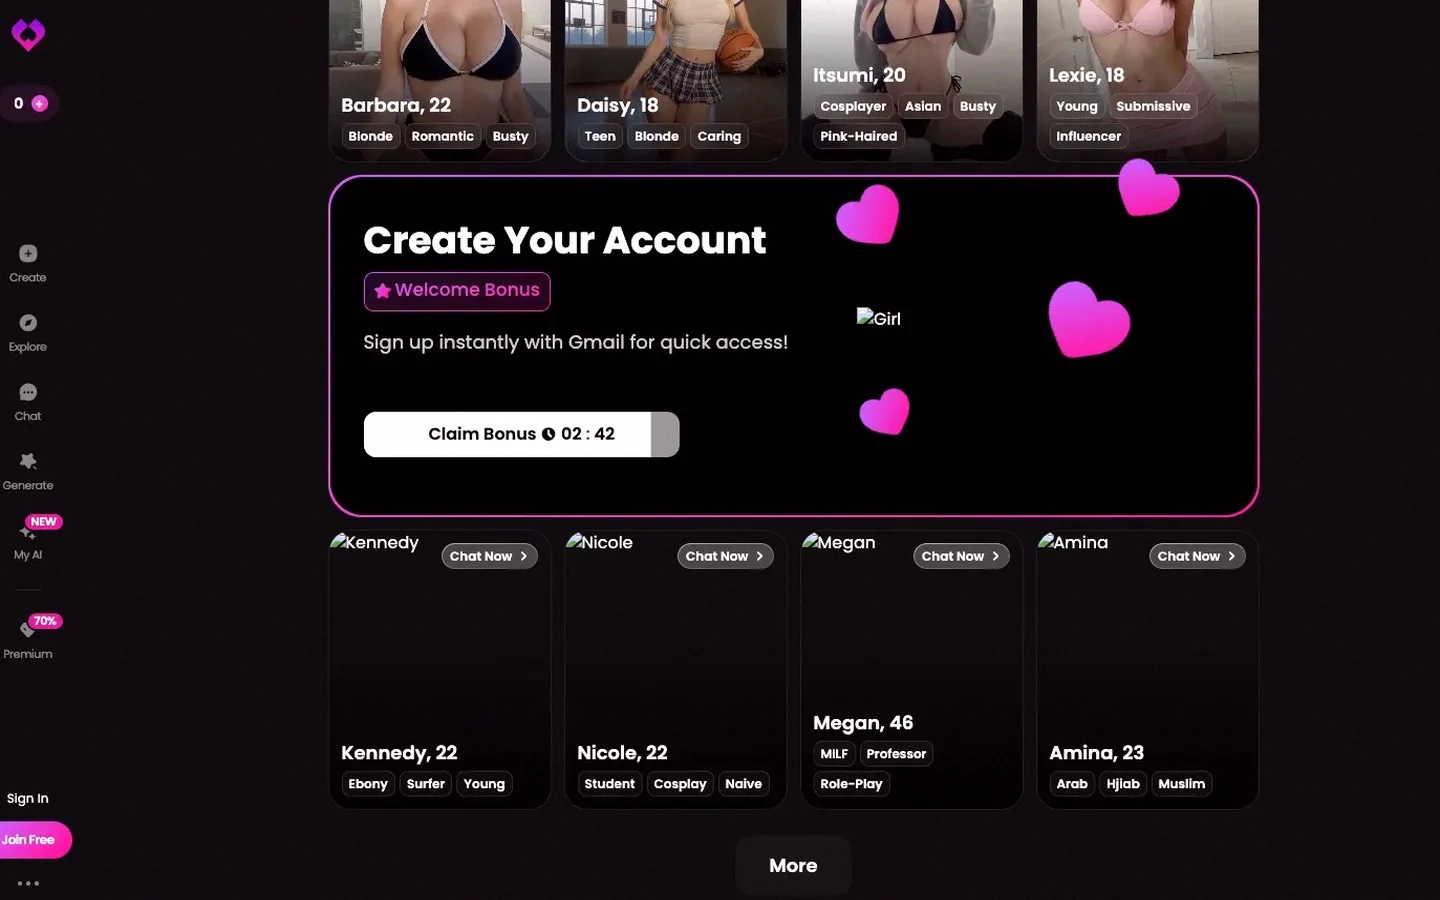 0
Create
Explore
Chat
Generate
NEW
My AI
70%
Premium
Sign In
Join Free
Barbara, 22
Blonde Romantic Busty
Daisy, 18
Teen Blonde Caring
Itsumi, 20
Cosplayer Asian Busty
Pink-Haired
Lexie, 18
Young Submissive
Influencer
Create Your Account
Welcome Bonus
Sign up instantly with Gmail for quick access!
Claim Bonus 02 : 42
Girl
Kennedy
Chat Now
Kennedy, 22
Ebony Surfer Young
Nicole
Chat Now
Nicole, 22
Student Cosplay Naive
Megan
Chat Now
Megan, 46
MILF Professor
Role-Play
Amina
Chat Now
Amina, 23
Arab Hjiab Muslim
More